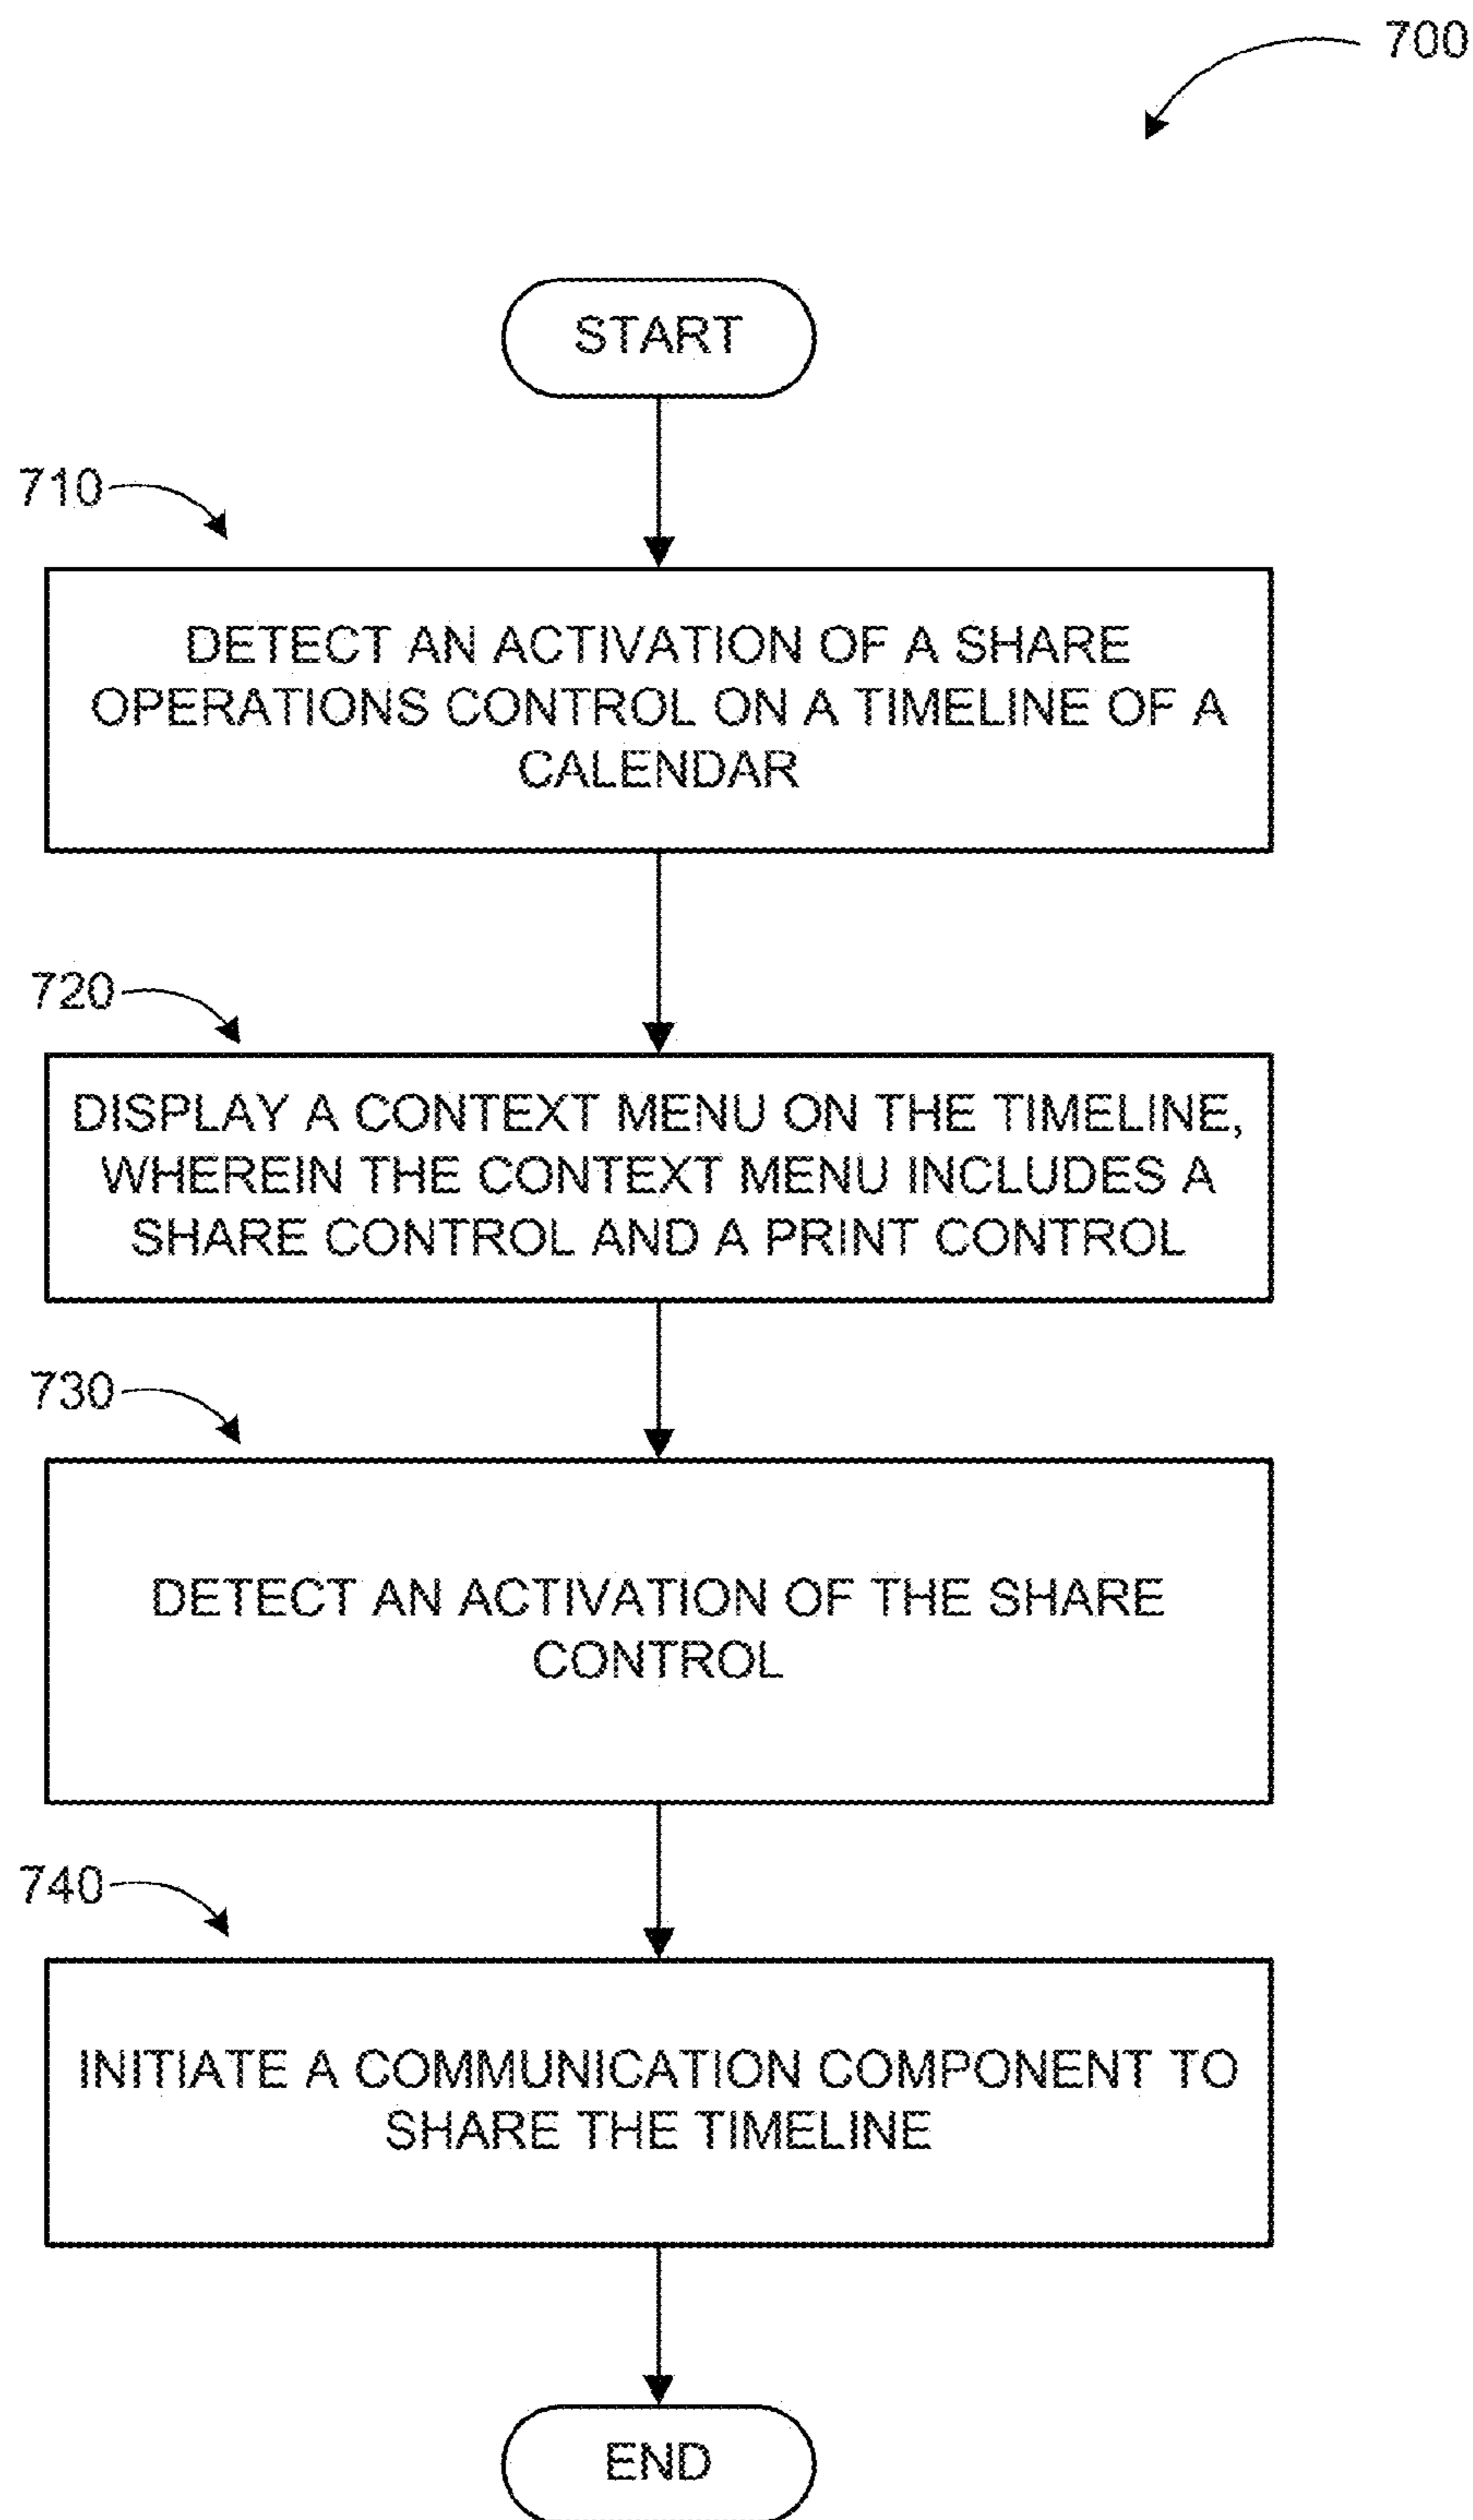 700
START
710
DETECT AN ACTIVATION OF A SHARE
OPERATIONS CONTROL ON A TIMELINE OF A
CALENDAR
720
DISPLAY A CONTEXT MENU ON THE TIMELINE,
WHEREIN THE CONTEXT MENU INCLUDES A
SHARE CONTROL AND A PRINT CONTROL
730
DETECT AN ACTIVATION OF THE SHARE
CONTROL
740
INITIATE A COMMUNICATION COMPONENT TO
SHARE THE TIMELINE
END